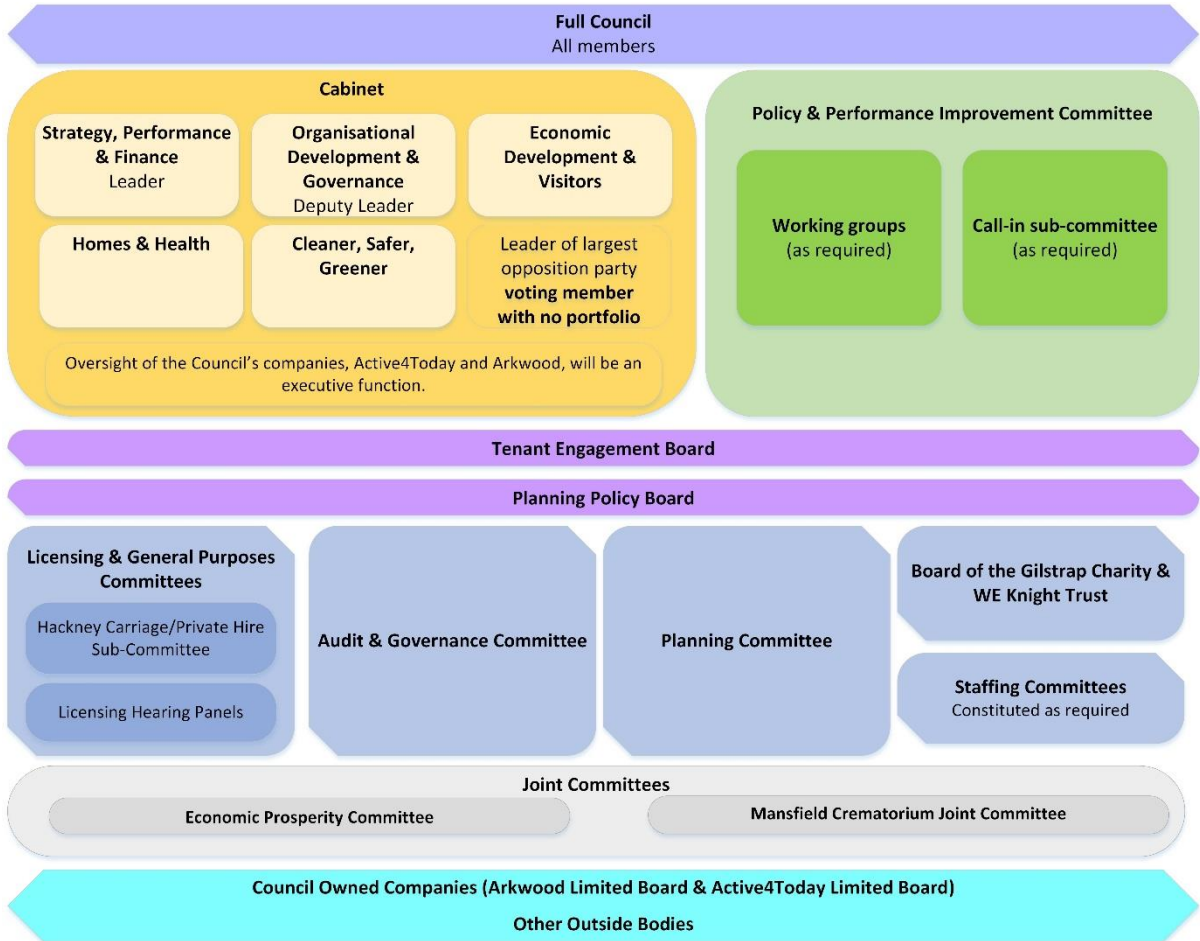 Full Council
All members
Cabinet
Strategy, Performance
& Finance
Leader
Organisational
Development &
Governance
Deputy Leader
Economic
Development &
Visitors
Homes & Health
Cleaner, Safer,
Greener
Leader of largest
opposition party
voting member
with no portfolio
Oversight of the Council’s companies, Active4Today and Arkwood, will be an
executive function.
Policy & Performance Improvement Committee
Working groups
(as required)
Call-in sub-committee
(as required)
Tenant Engagement Board
Planning Policy Board
Licensing & General Purposes
Committees
Hackney Carriage/Private Hire
Sub-Committee
Licensing Hearing Panels
Audit & Governance Committee
Planning Committee
Board of the Gilstrap Charity &
WE Knight Trust
Staffing Committees
Constituted as required
Joint Committees
Economic Prosperity Committee
Mansfield Crematorium Joint Committee
Council Owned Companies (Arkwood Limited Board & Active4Today Limited Board)
Other Outside Bodies